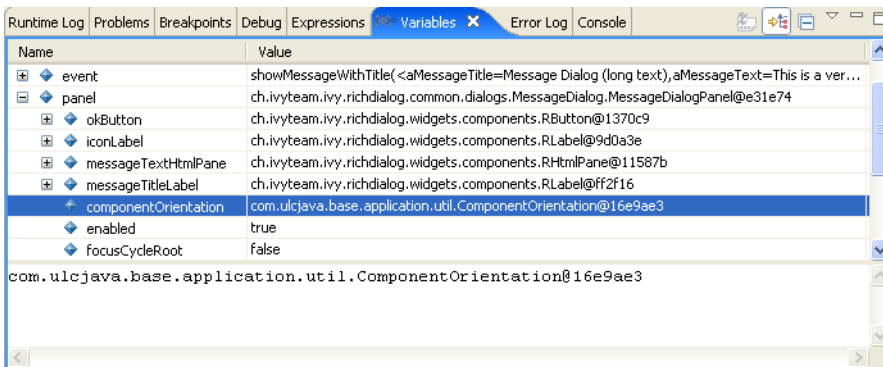 Runtime Log Problems Breakpoints Debug Expressions (x)= Variables Error Log Console
Name Value
event showMessageWithTitle(<aMessageTitle=Message Dialog (long text),aMessageText=This is a ver...
panel ch.ivyteam.ivy.richdialog.common.dialogs.MessageDialog.MessageDialogPanel@e31e74
okButton ch.ivyteam.ivy.richdialog.widgets.components.RButton@1370c9
iconLabel ch.ivyteam.ivy.richdialog.widgets.components.RLabel@9d0a3e
messageTextHtmlPane ch.ivyteam.ivy.richdialog.widgets.components.RHtmlPane@11587b
messageTitleLabel ch.ivyteam.ivy.richdialog.widgets.components.RLabel@ff2f16
componentOrientation com.ulcjava.base.application.util.ComponentOrientation@16e9ae3
enabled true
focusCycleRoot false
com.ulcjava.base.application.util.ComponentOrientation@16e9ae3